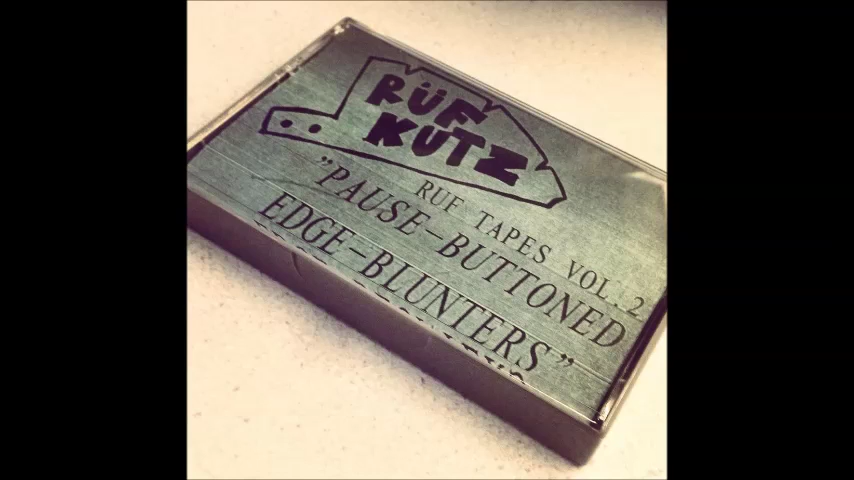 RÜF
KUTZ
RUF TAPES VOL.2
"PAUSE-BUTTONED
EDGE-BLUNTERS"